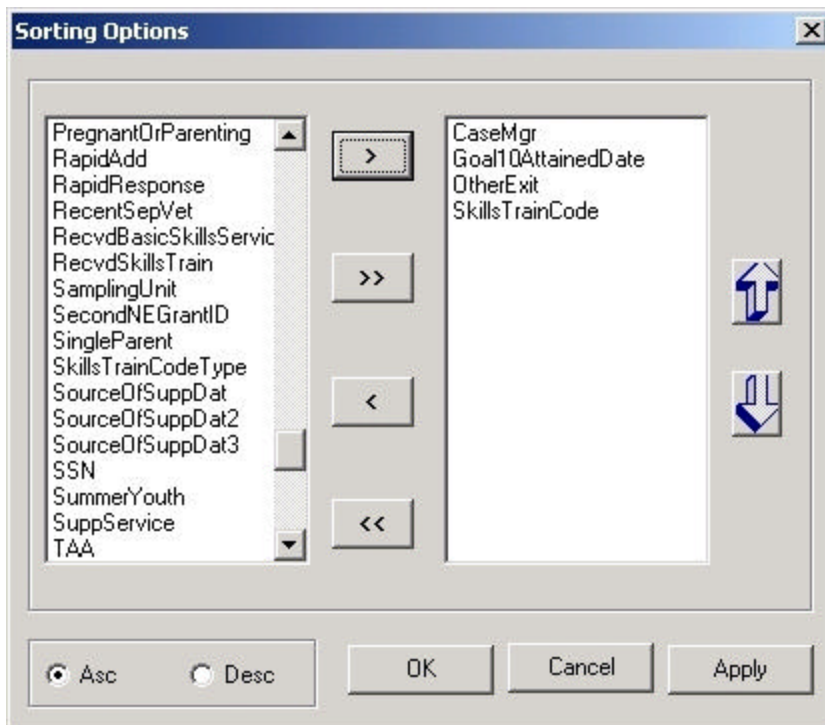 Sorting Options
PregnantOrParenting
RapidAdd
RapidResponse
RecentSepVet
RecvdBasicSkillsServic
RecvdSkillsTrain
SamplingUnit
SecondNEGrantID
SingleParent
SkillsTrainCodeType
SourceOfSuppDat
SourceOfSuppDat2
SourceOfSuppDat3
SSN
SummerYouth
SuppService
TAA
>
>>
<
<<
CaseMgr
Goal10AttainedDate
OtherExit
SkillsTrainCode
Asc
Desc
OK
Cancel
Apply